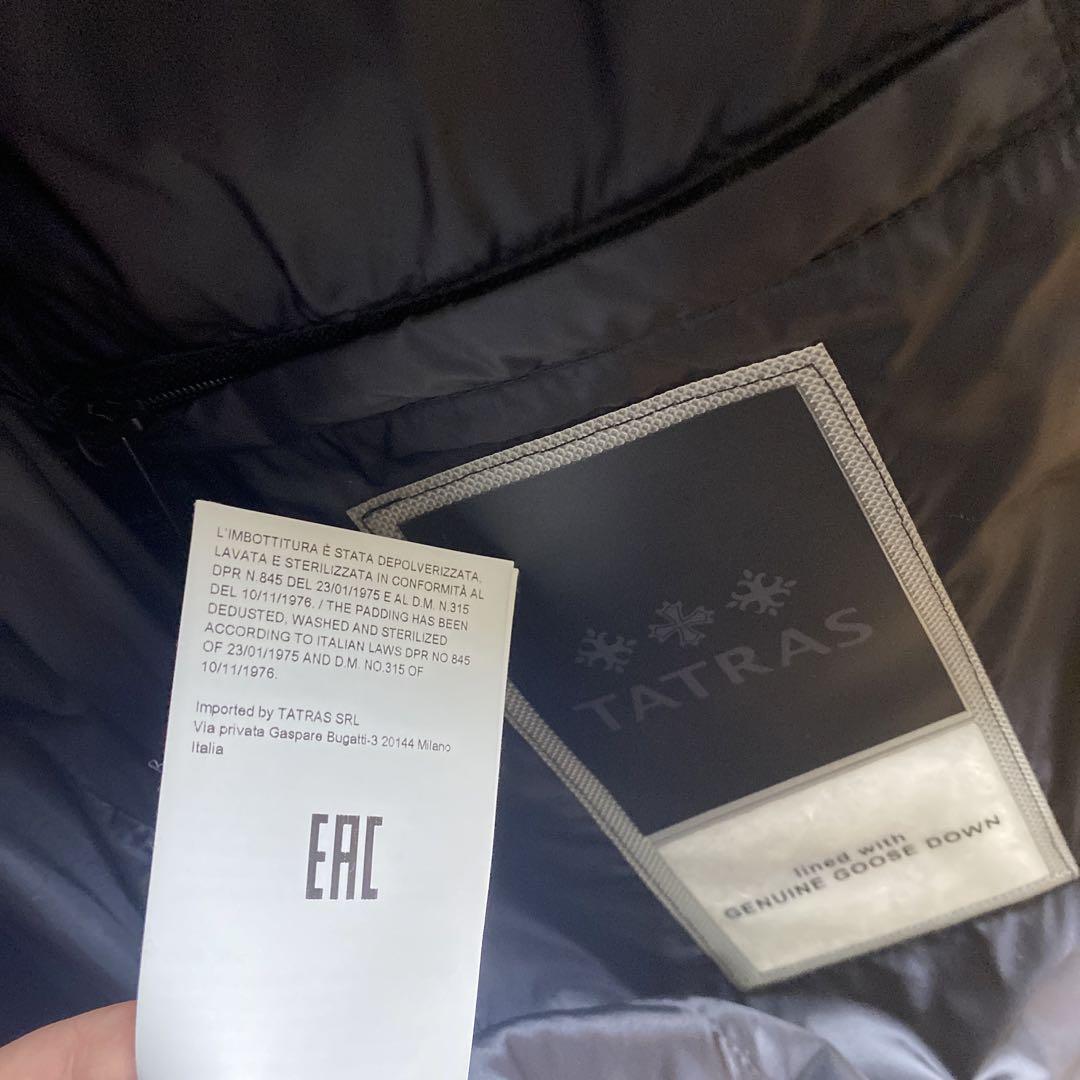 L'IMBOTTITURA È STATA DEPOLVERIZZATA,
LAVATA E STERILIZZATA IN CONFORMITÀ AL
DPR N.845 DEL 23/01/1975 E AL D.M. N.315
DEL 10/11/1976. / THE PADDING HAS BEEN
DEDUSTED, WASHED AND STERILIZED
ACCORDING TO ITALIAN LAWS DPR NO 845
OF 23/01/1975 AND D.M. NO.315 OF
10/11/1976.
Imported by TATRAS SRL
Via privata Gaspare Bugatti-3 20144 Milano
Italia
EAC
TATRAS
lined with
GENUINE GOOSE DOWN